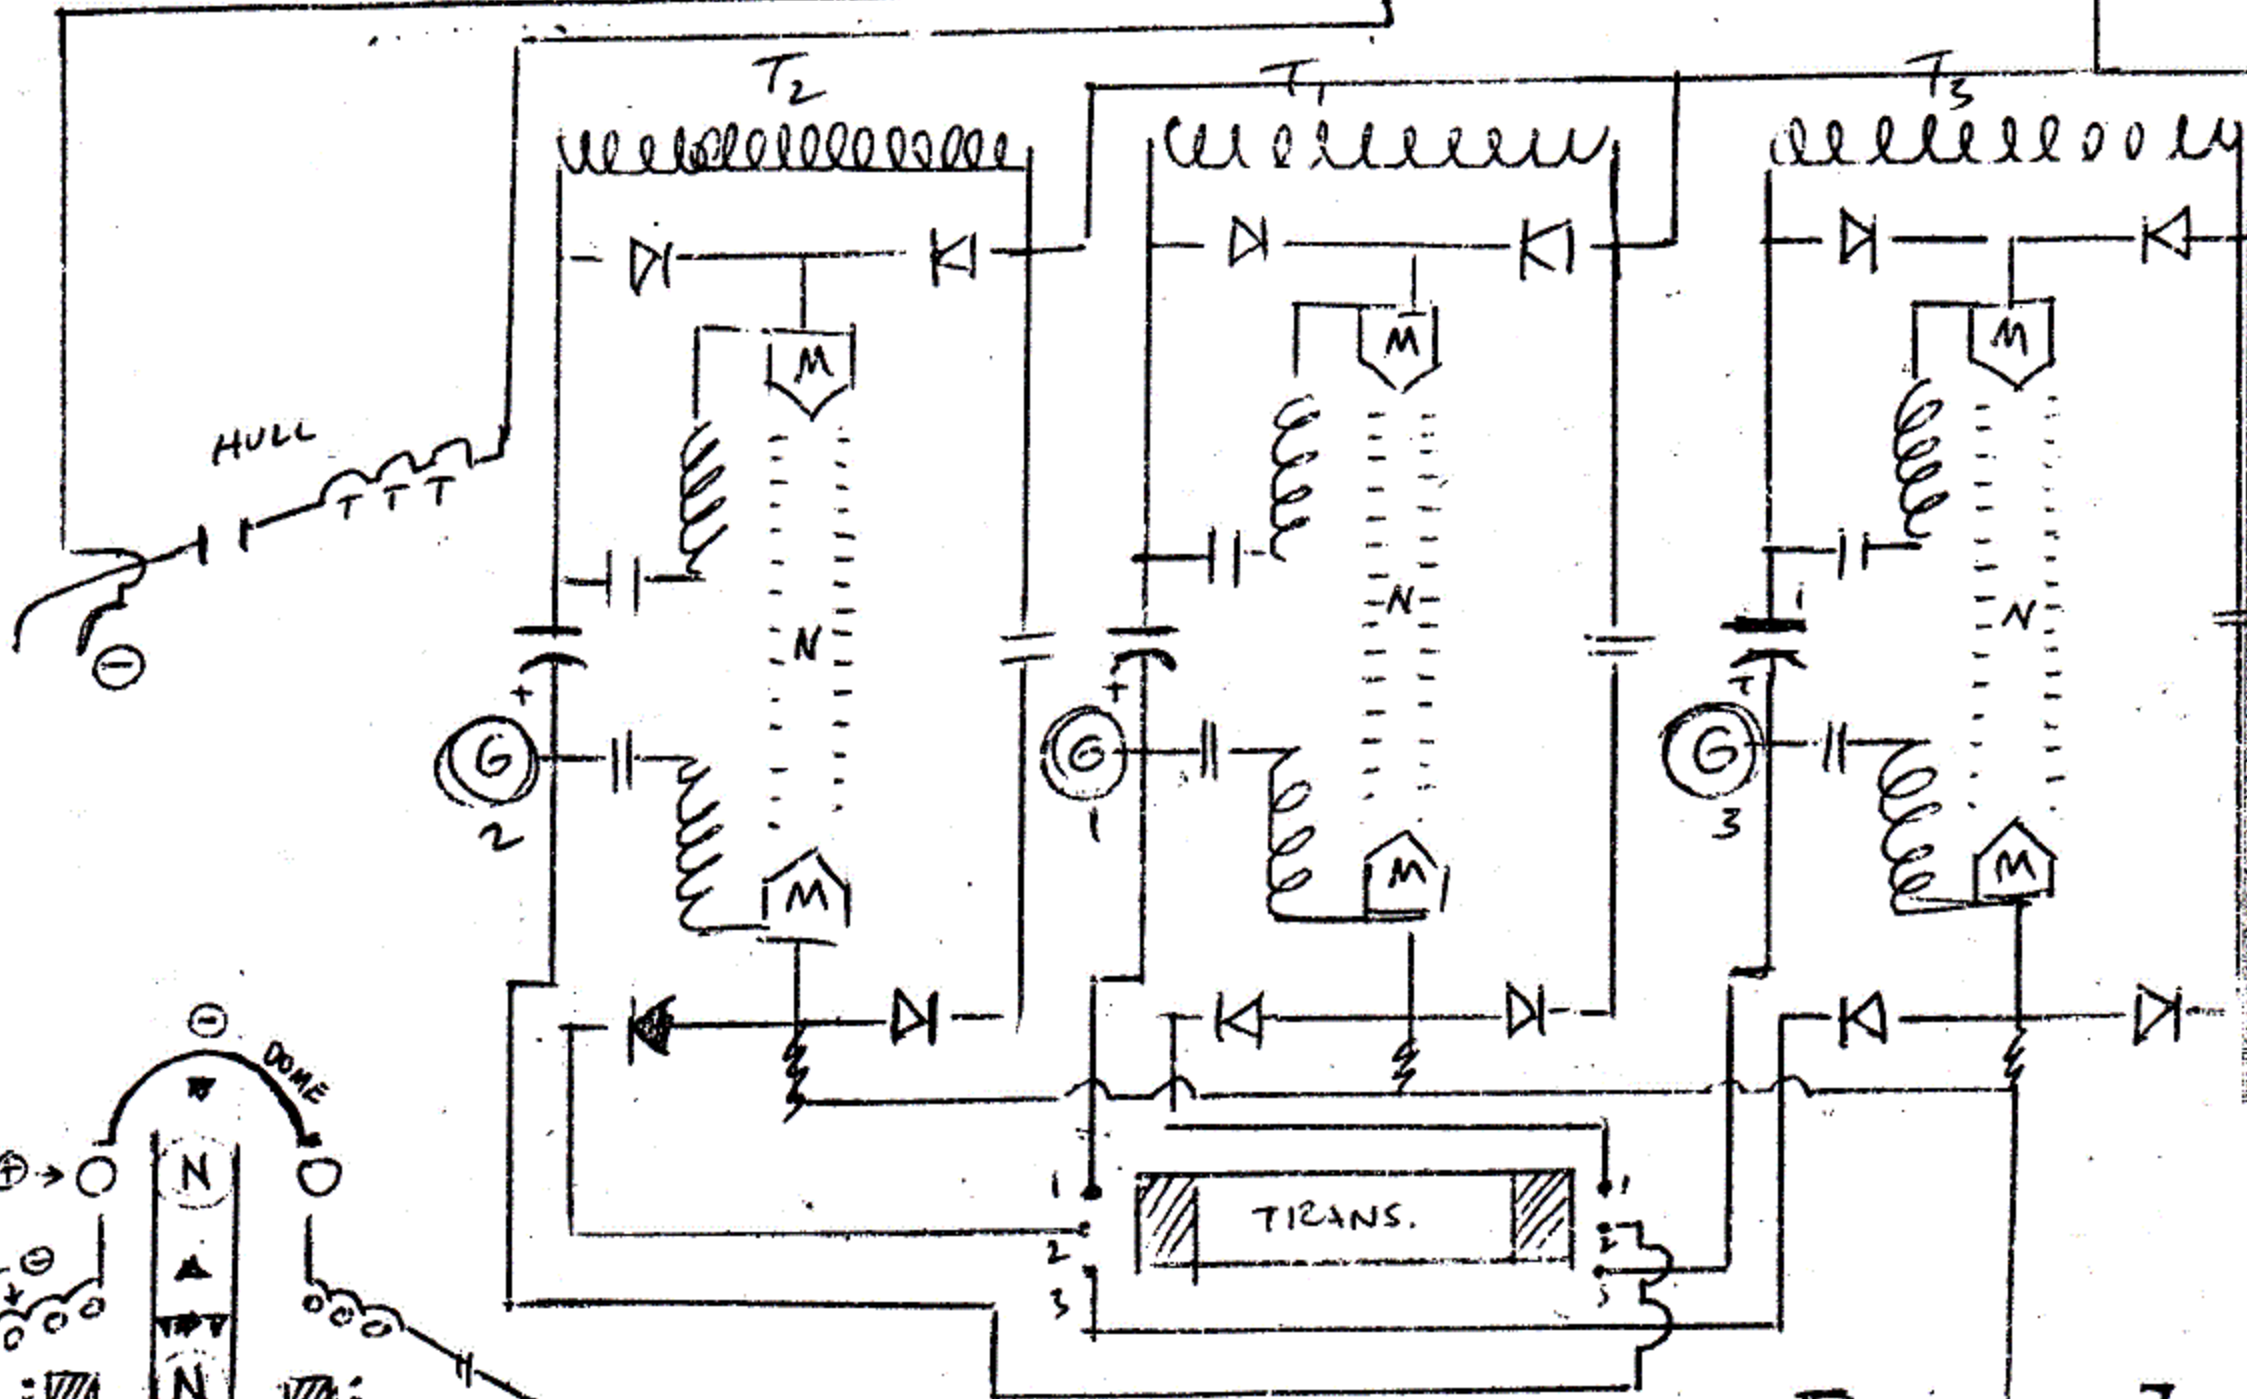 T2 T1 T3
HULL
T T T
M M M
N N N
⊖
+ + +
G G G
2 1 3
M M M
⊖
DOME
⊕ → N
1 1
TRANS.
2 2
⊖
3 3
N